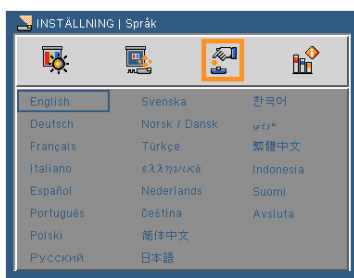 INSTÄLLNING | Språk
English Svenska 한국어
Deutsch Norsk / Dansk عربي
Français Türkçe 繁體中文
Italiano ελληνικά Indonesia
Español Nederlands Suomi
Português čeština Avsluta
Polski 简体中文
Русский 日本語